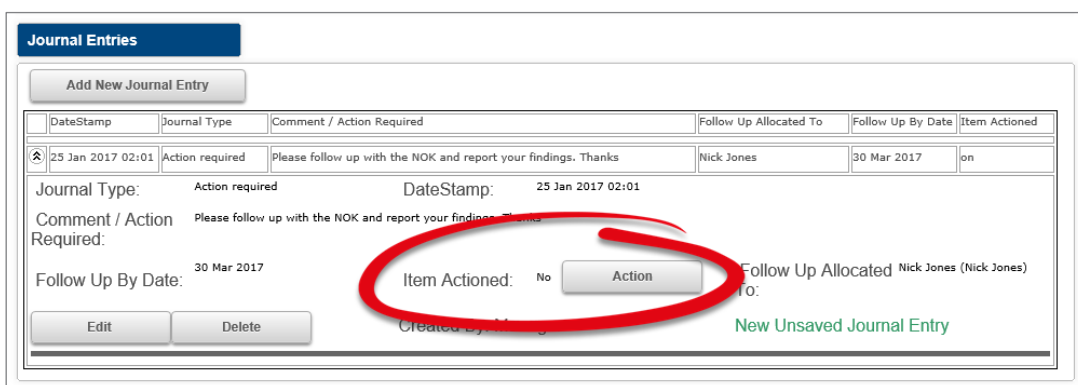 Journal Entries
Add New Journal Entry
DateStamp Journal Type Comment / Action Required Follow Up Allocated To Follow Up By Date Item Actioned
25 Jan 2017 02:01 Action required Please follow up with the NOK and report your findings. Thanks Nick Jones 30 Mar 2017 on
Journal Type: Action required DateStamp: 25 Jan 2017 02:01
Comment / Action Please follow up with the NOK and report your findings. Thanks
Required:
Follow Up By Date: 30 Mar 2017 Item Actioned: No Action Follow Up Allocated Nick Jones (Nick Jones)
To:
Edit Delete Created By: New Unsaved Journal Entry